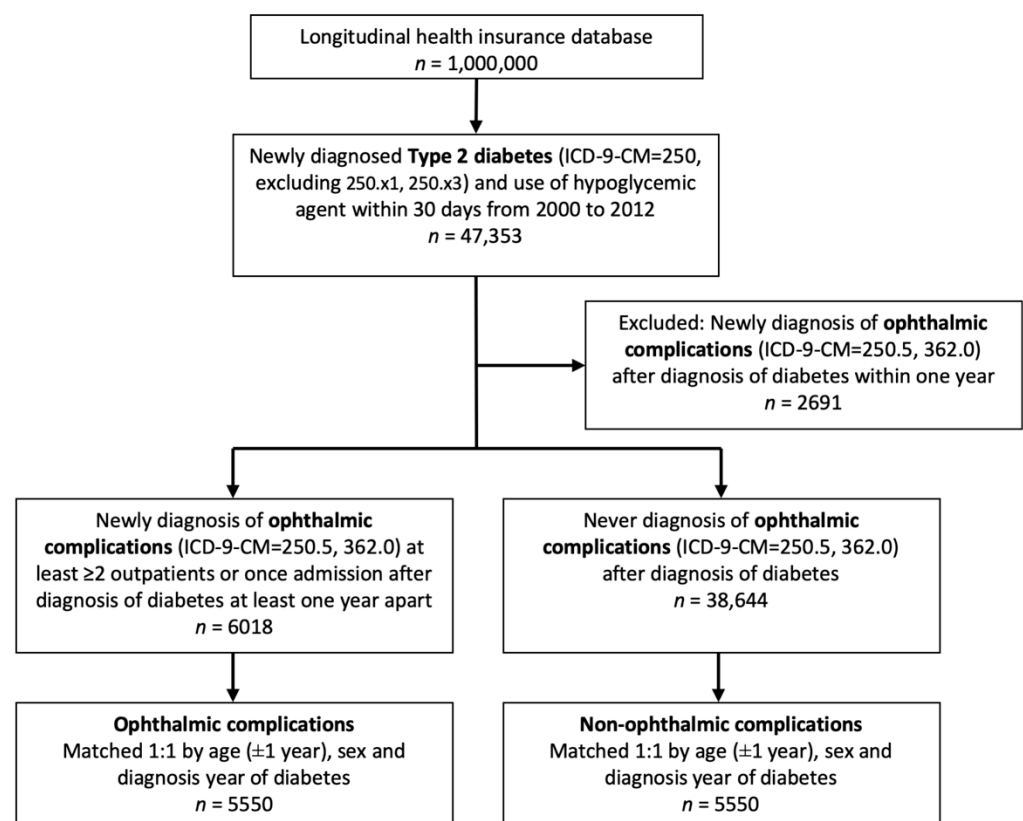 Longitudinal health insurance database
n = 1,000,000
Newly diagnosed Type 2 diabetes (ICD-9-CM=250,
excluding 250.x1, 250.x3) and use of hypoglycemic
agent within 30 days from 2000 to 2012
n = 47,353
Excluded: Newly diagnosis of ophthalmic
complications (ICD-9-CM=250.5, 362.0)
after diagnosis of diabetes within one year
n = 2691
Newly diagnosis of ophthalmic
complications (ICD-9-CM=250.5, 362.0) at
least ≥2 outpatients or once admission after
diagnosis of diabetes at least one year apart
n = 6018
Never diagnosis of ophthalmic
complications (ICD-9-CM=250.5, 362.0)
after diagnosis of diabetes
n = 38,644
Ophthalmic complications
Matched 1:1 by age (±1 year), sex and
diagnosis year of diabetes
n = 5550
Non-ophthalmic complications
Matched 1:1 by age (±1 year), sex and
diagnosis year of diabetes
n = 5550